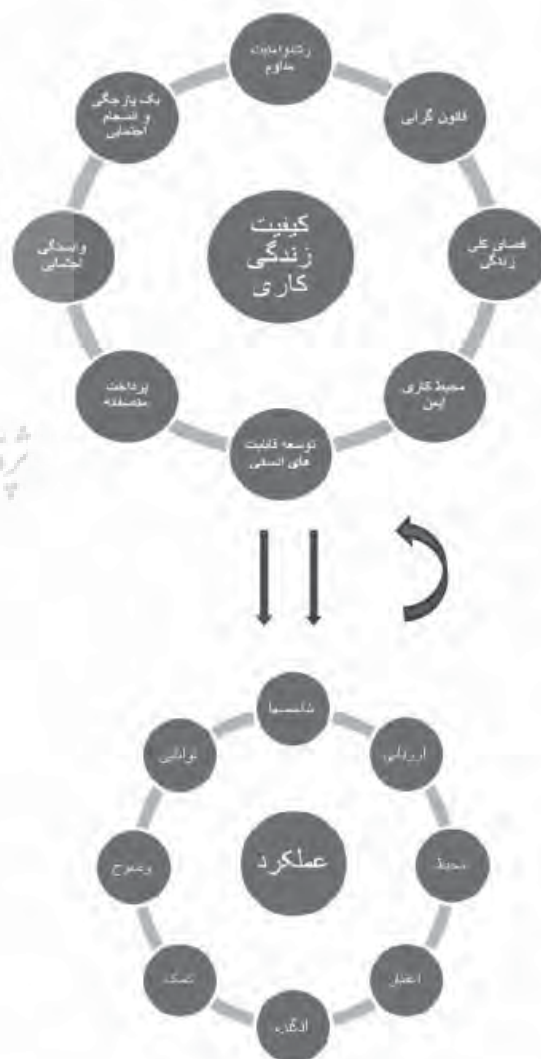 رشد و امنیت
مداوم
قانون گرایی
فضای کلی
زندگی
محیط کاری
ایمن
توسعه قابلیت
های انسانی
پرداخت
منصفانه
وابستگی
اجتماعی
یک پارچگی
و انسجام
اجتماعی
کیفیت
زندگی
کاری
ارزیابی
محیط
اعتبار
انگیزه
کمک
وضوح
توانایی
عملکرد